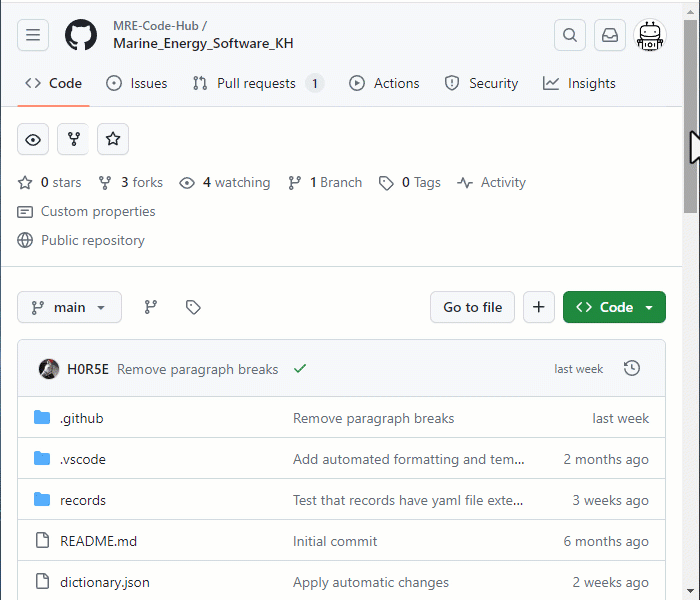 MRE-Code-Hub /
Marine_Energy_Software_KH
Code Issues Pull requests 1 Actions Security Insights
0 stars 3 forks 4 watching 1 Branch 0 Tags Activity
Custom properties
Public repository
main Go to file + Code
H0R5E Remove paragraph breaks last week
.github Remove paragraph breaks last week
.vscode Add automated formatting and tem... 2 months ago
records Test that records have yaml file exte... 3 weeks ago
README.md Initial commit 6 months ago
dictionary.json Apply automatic changes 2 weeks ago